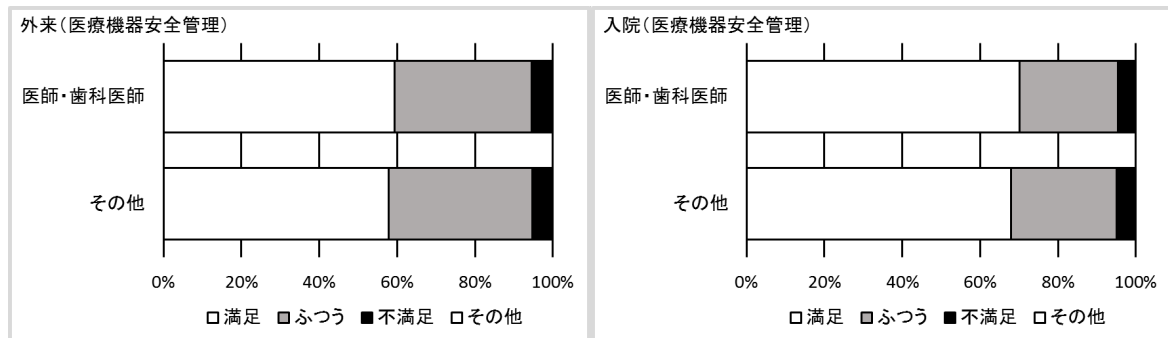 外来(医療機器安全管理)
医師・歯科医師
その他
0% 20% 40% 60% 80% 100%
□満足 ■ふつう ■不満足 □その他
入院(医療機器安全管理)
医師・歯科医師
その他
0% 20% 40% 60% 80% 100%
□満足 ■ふつう ■不満足 □その他